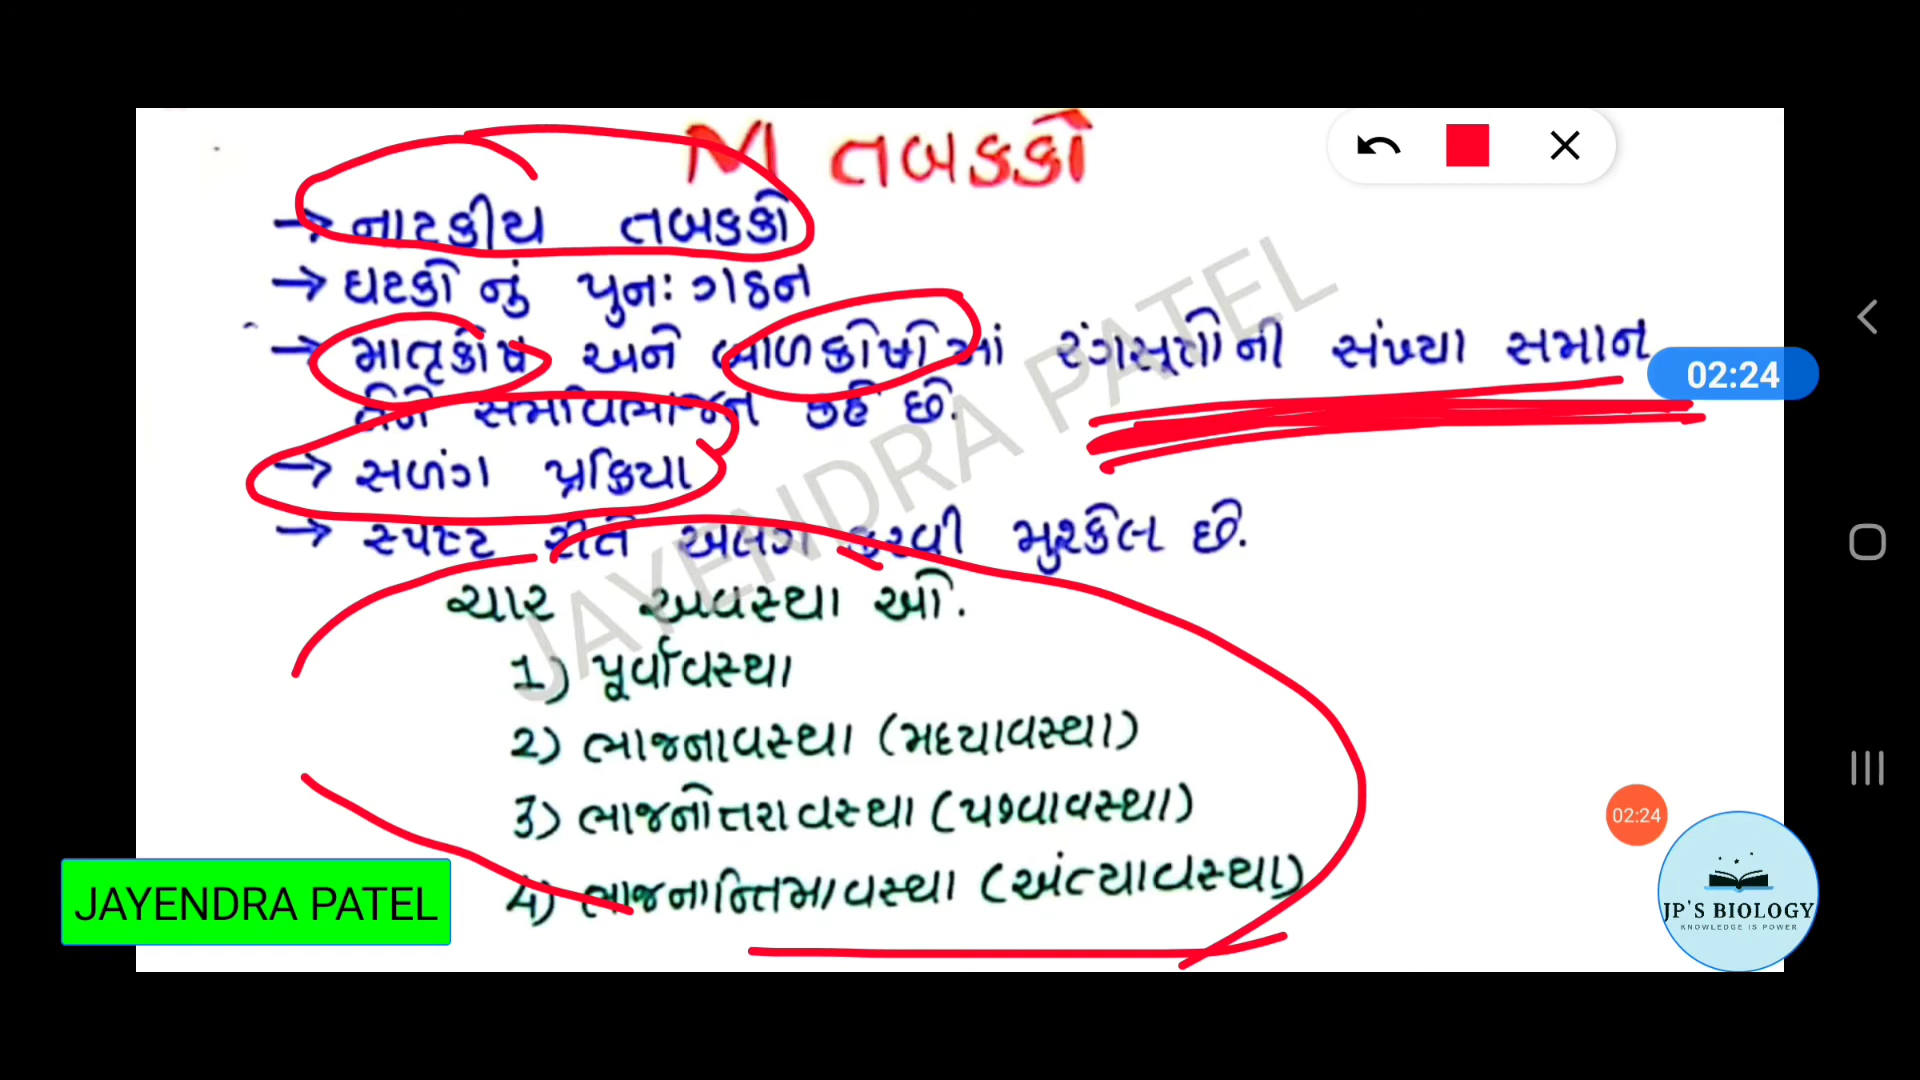 M તબક્કો
→ નાટકીય તબક્કો
→ ઘટકોનું પુનઃ ગઠન
→ માતૃકોષ અને બાળકોષોમાં રંગસૂત્રોની સંખ્યા સમાન
તેને સમવિભાજન કહે છે.
→ સળંગ પ્રક્રિયા
→ સ્પષ્ટ રીતે અલગ કરવી મુશ્કેલ છે.
ચાર અવસ્થાઓ.
1) પૂર્વાવસ્થા
2) ભાજનાવસ્થા (મધ્યાવસ્થા)
3) ભાજનોત્તરાવસ્થા (પશ્ચાવસ્થા)
4) ભાજનાન્તિમાવસ્થા (અંત્યાવસ્થા)
JAYENDRA PATEL
02:24
02:24
JAYENDRA PATEL
JP'S BIOLOGY
KNOWLEDGE IS POWER